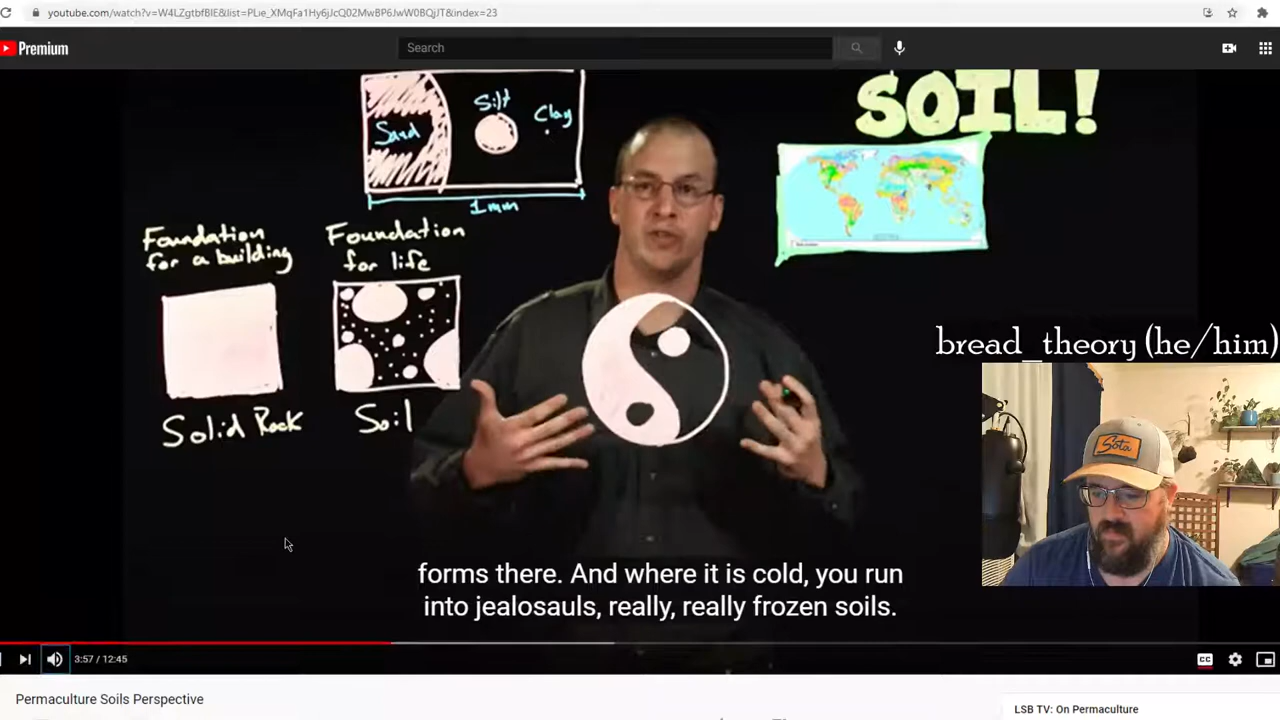 youtube.com/watch?v=W4LZgtbfBIE&list=PLie_XMqFa1Hy6jJcQ02MwBP6JwW0BQjJT&index=23
Premium
Search
SOIL!
Sand
Silt
Clay
1mm
Foundation
for a building
Foundation
for life
Solid Rock
Soil
bread_theory (he/him)
Sota
forms there. And where it is cold, you run
into jealosauls, really, really frozen soils.
3:57 / 12:45
CC
Permaculture Soils Perspective
LSB TV: On Permaculture